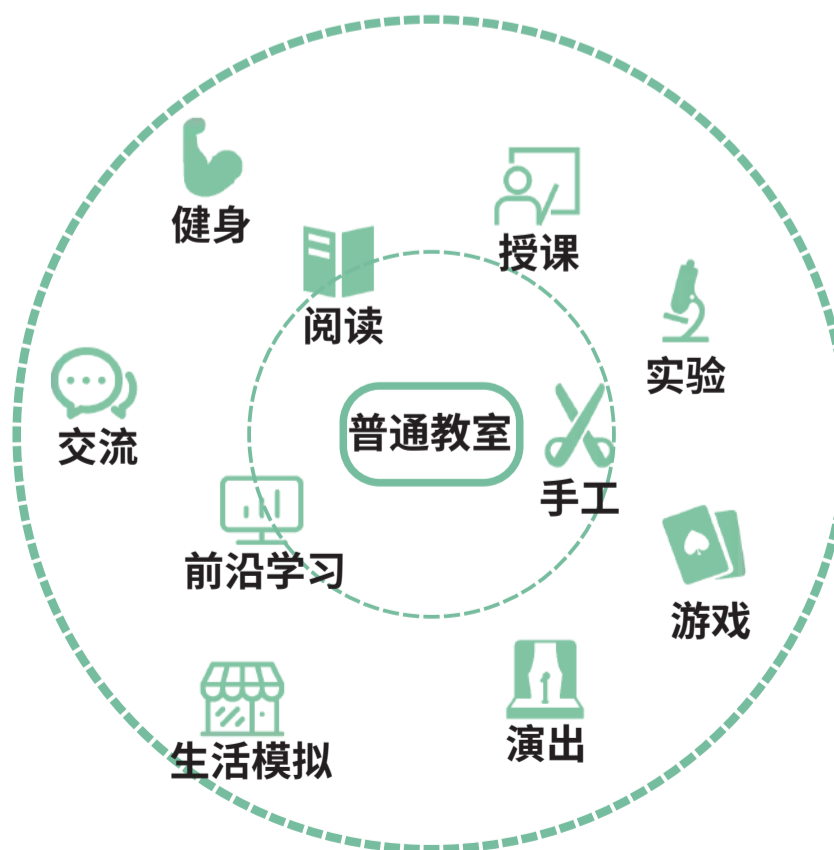 健身
授课
阅读
实验
交流
普通教室
手工
前沿学习
游戏
演出
生活模拟